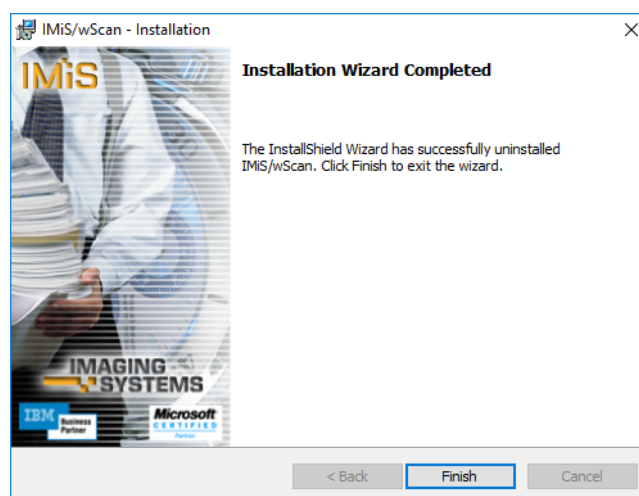 IMiS/wScan - Installation
IMiS
Installation Wizard Completed
The InstallShield Wizard has successfully uninstalled
IMiS/wScan. Click Finish to exit the wizard.
IMAGING
SYSTEMS
IBM
Business
Partner
Microsoft
CERTIFIED
Partner
< Back
Finish
Cancel